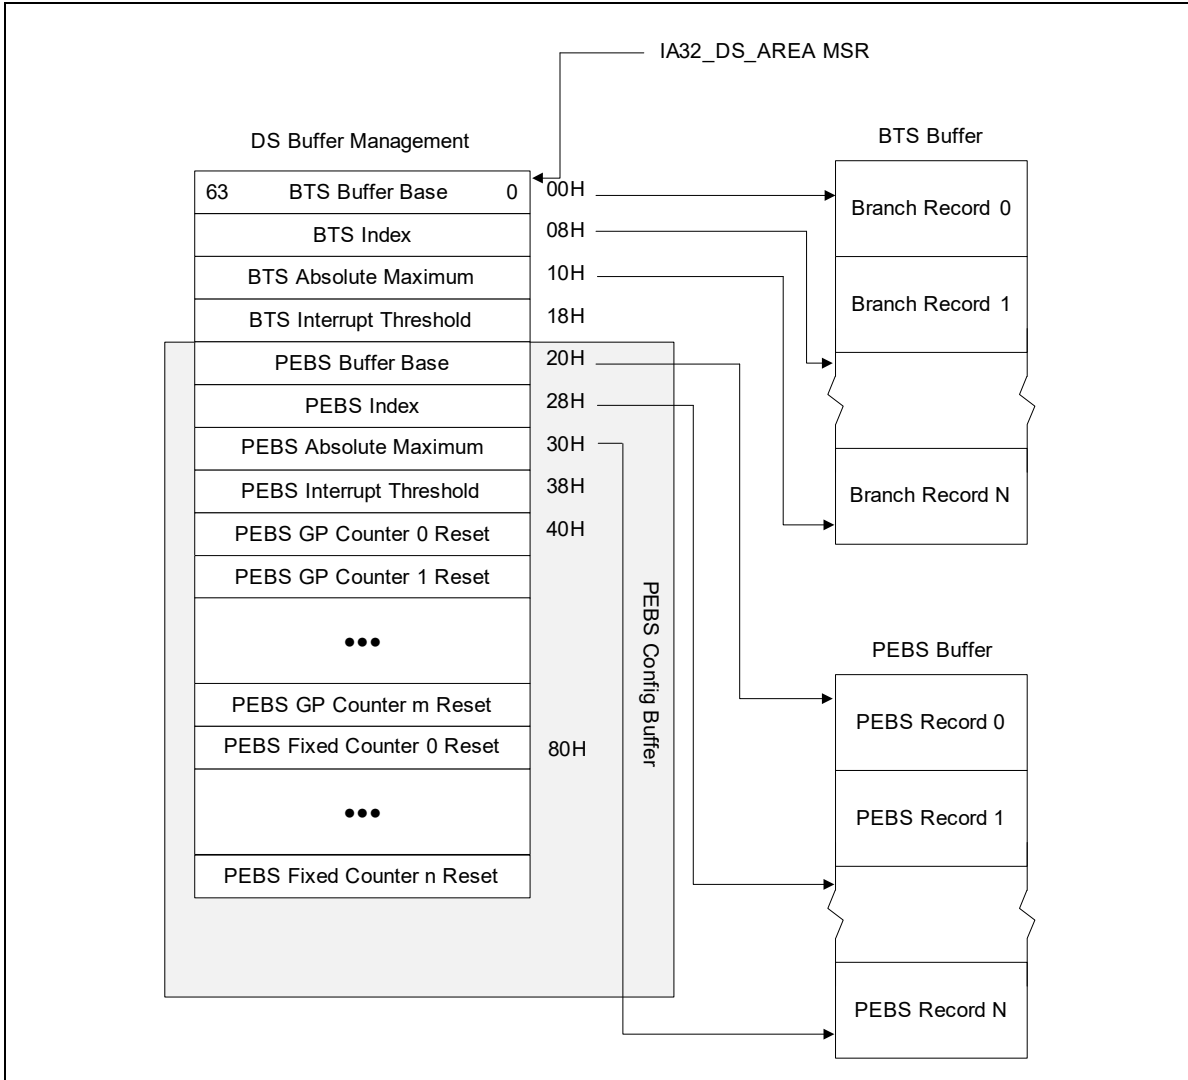 IA32_DS_AREA MSR
DS Buffer Management
63 BTS Buffer Base 0 00H
BTS Index 08H
BTS Absolute Maximum 10H
BTS Interrupt Threshold 18H
PEBS Buffer Base 20H
PEBS Index 28H
PEBS Absolute Maximum 30H
PEBS Interrupt Threshold 38H
PEBS GP Counter 0 Reset 40H
PEBS GP Counter 1 Reset
•••
PEBS GP Counter m Reset
PEBS Fixed Counter 0 Reset 80H
•••
PEBS Fixed Counter n Reset
PEBS Config Buffer
BTS Buffer
Branch Record 0
Branch Record 1
Branch Record N
PEBS Buffer
PEBS Record 0
PEBS Record 1
PEBS Record N